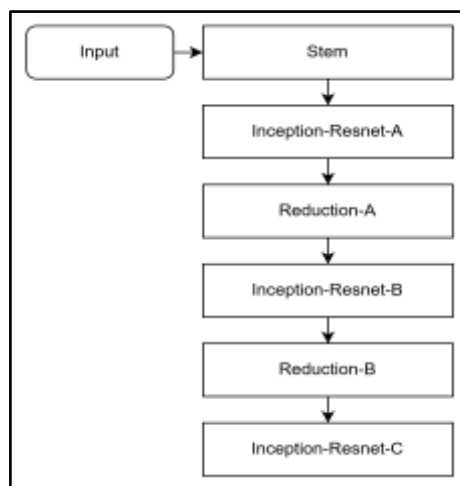 Input
Stem
Inception-Resnet-A
Reduction-A
Inception-Resnet-B
Reduction-B
Inception-Resnet-C